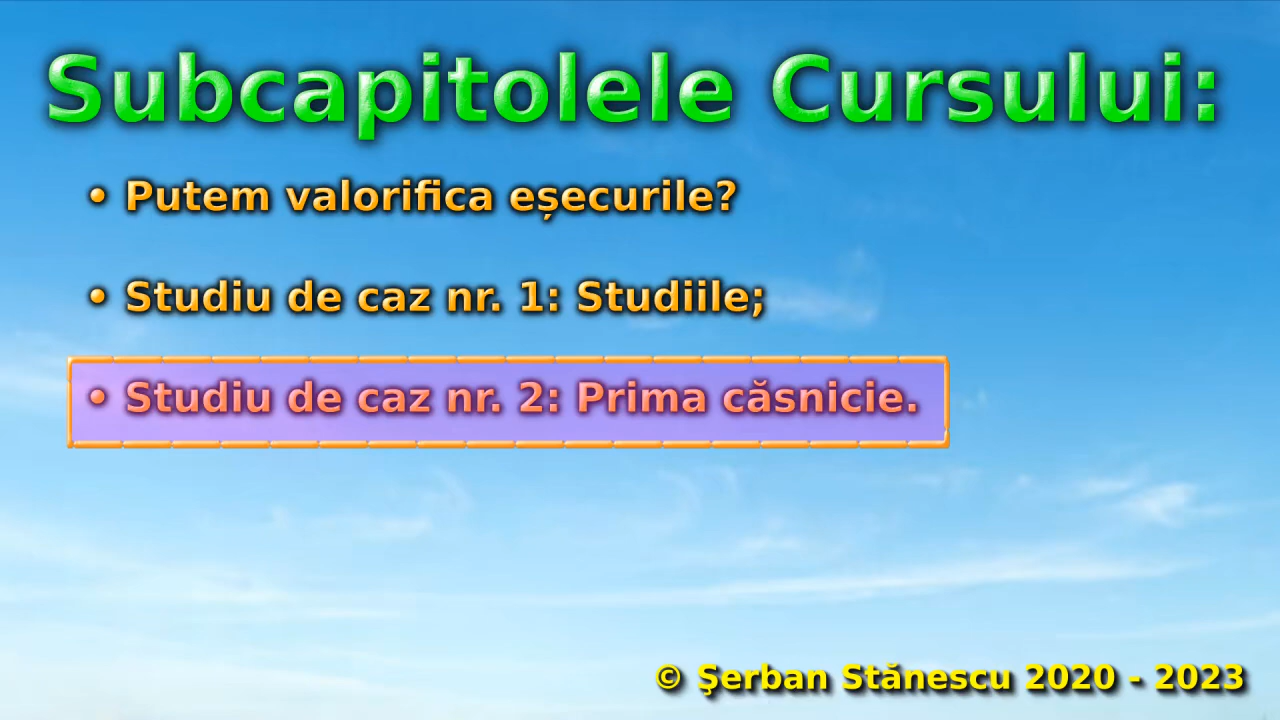 Subcapitolele Cursului:
• Putem valorifica eșecurile?
• Studiu de caz nr. 1: Studiile;
• Studiu de caz nr. 2: Prima căsnicie.
© Şerban Stănescu 2020 - 2023